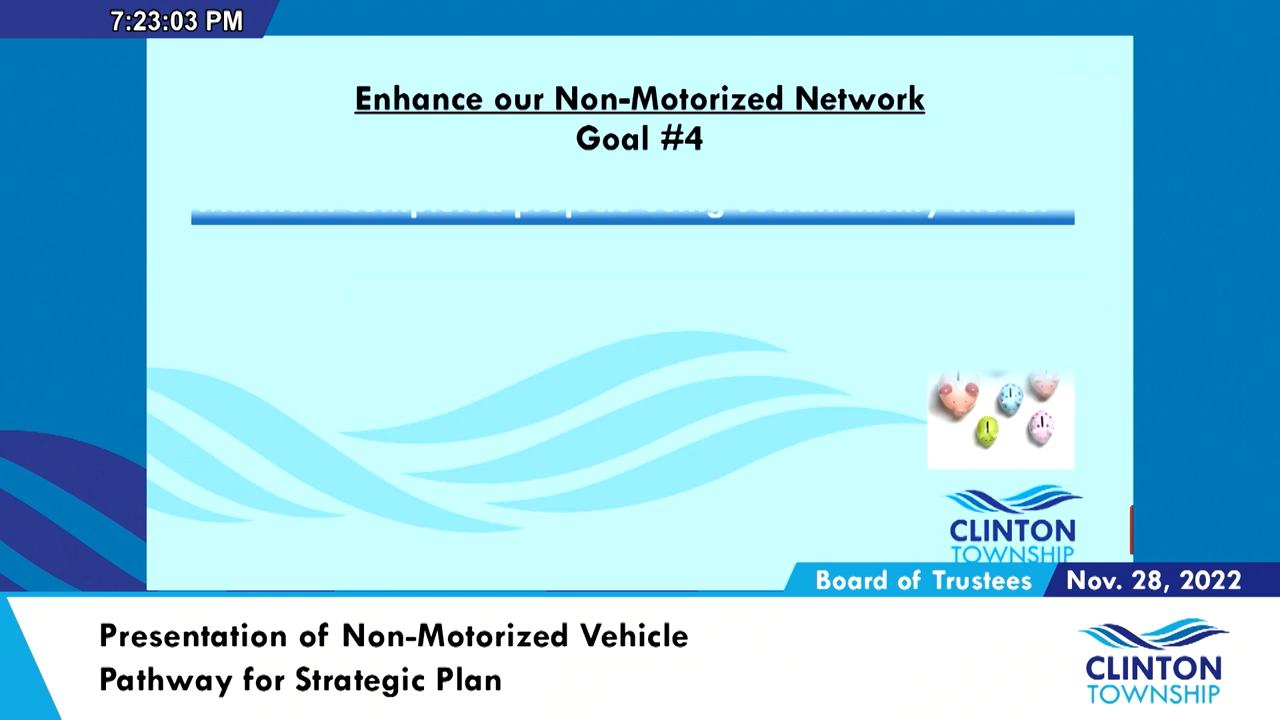 7:23:03 PM
Enhance our Non-Motorized Network
Goal #4
CLINTON
TOWNSHIP
Board of Trustees
Nov. 28, 2022
Presentation of Non-Motorized Vehicle
Pathway for Strategic Plan
CLINTON
TOWNSHIP